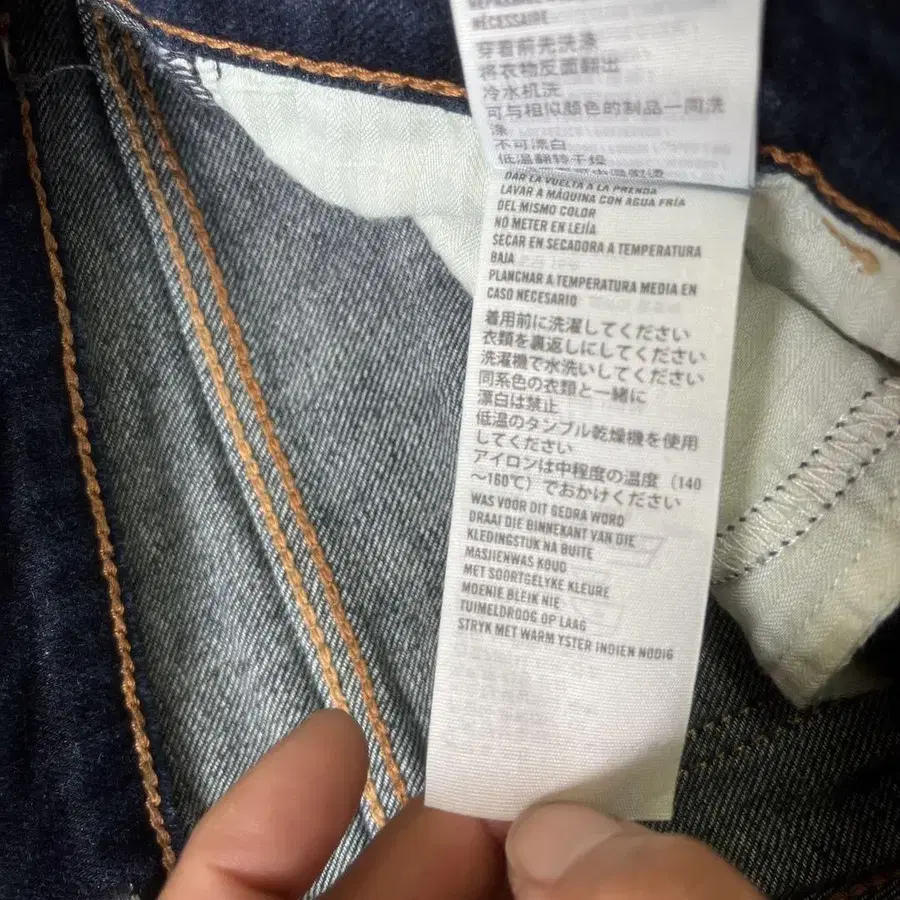 NÉCESSAIRE
穿着前先洗涤
将衣物反面翻出
冷水机洗
可与相似颜色的制品一同洗
涤
不可漂白
低温翻转干燥
DAR LA VUELTA A LA PRENDA
LAVAR A MÁQUINA CON AGUA FRÍA
DEL MISMO COLOR
NO METER EN LEJÍA
SECAR EN SECADORA A TEMPERATURA
BAJA
PLANCHAR A TEMPERATURA MEDIA EN
CASO NECESARIO
着用前に洗濯してください
衣類を裏返しにしてください
洗濯機で水洗いしてください
同系色の衣類と一緒に
漂白は禁止
低温のタンブル乾燥機を使用
してください
アイロンは中程度の温度（140
～160℃）でおかけください
WAS VOOR DIT GEDRA WORD
DRAAI DIE BINNEKANT VAN DIE
KLEDINGSTUK NA BUITE
MASJIENWAS KOUD
MET SOORTGELYKE KLEURE
MOENIE BLEIK NIE
TUIMELDROOG OP LAAG
STRYK MET WARM YSTER INDIEN NODIG